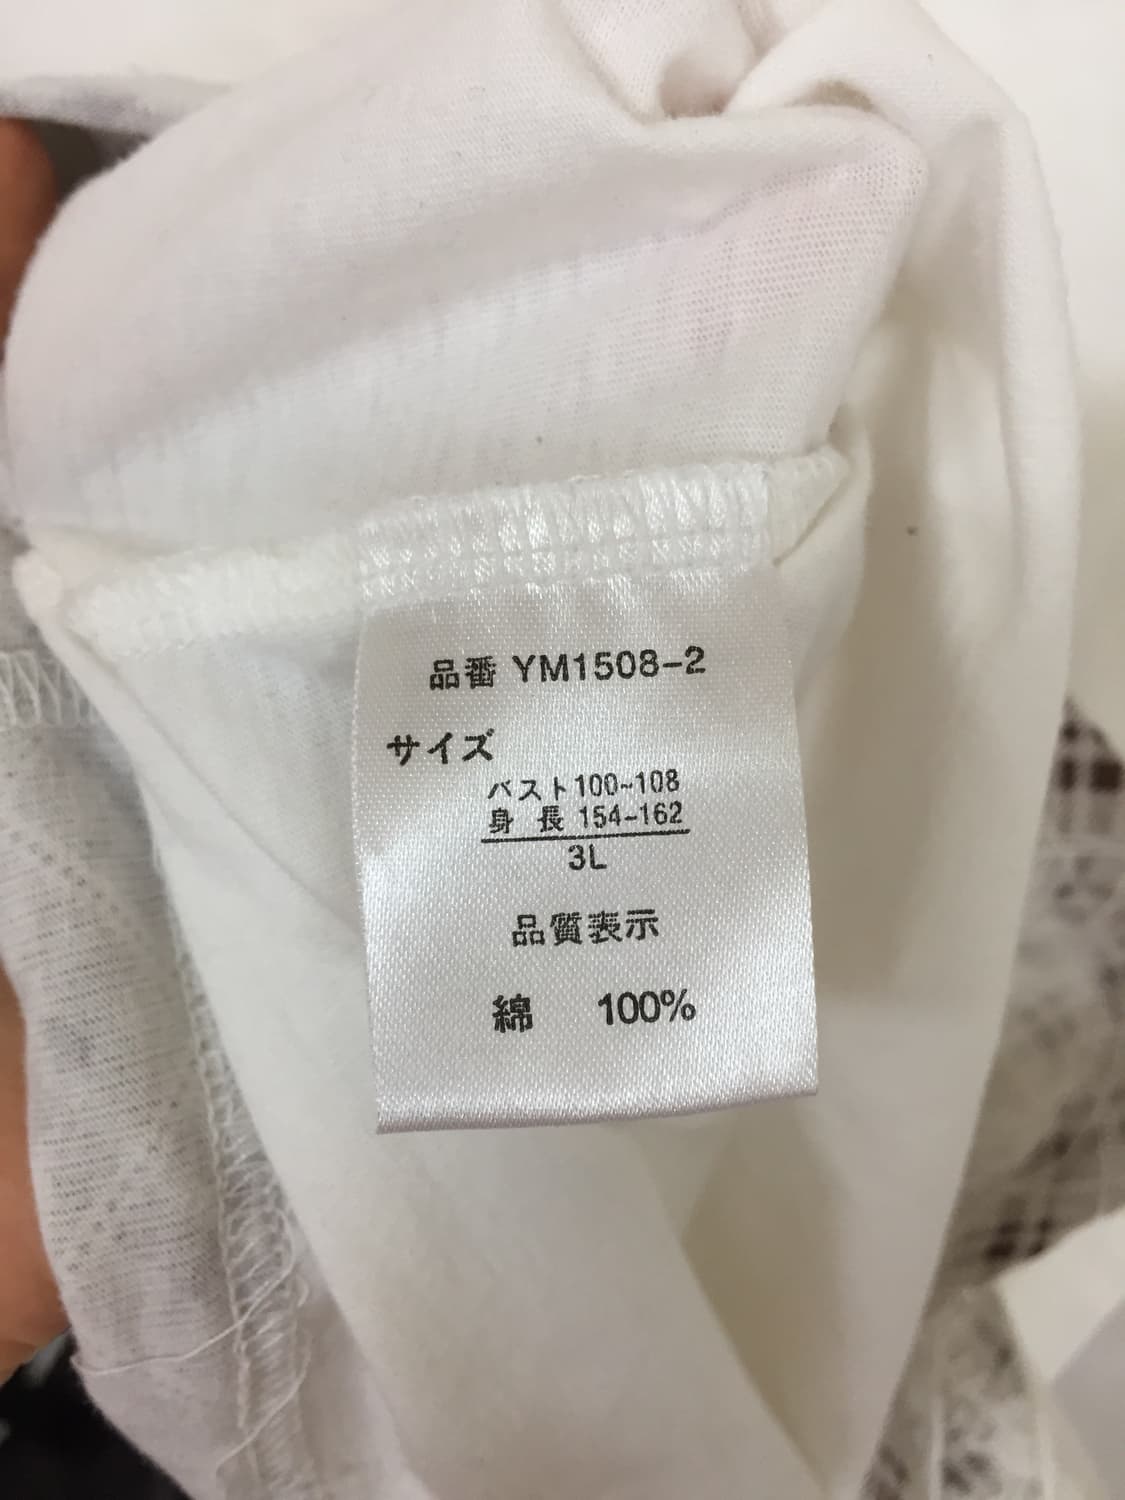 品番 YM1508-2
サイズ
バスト100~108
身 長 154-162
3L
品質表示
綿 100%